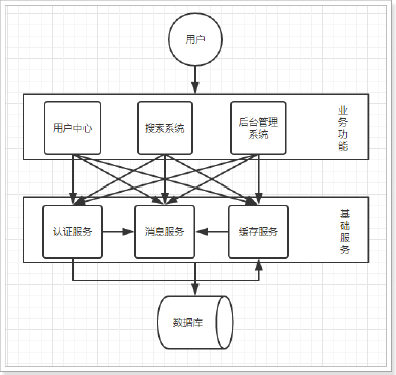 用户
用户中心
搜索系统
后台管理
系统
业
务
功
能
认证服务
消息服务
缓存服务
基
础
服
务
数据库